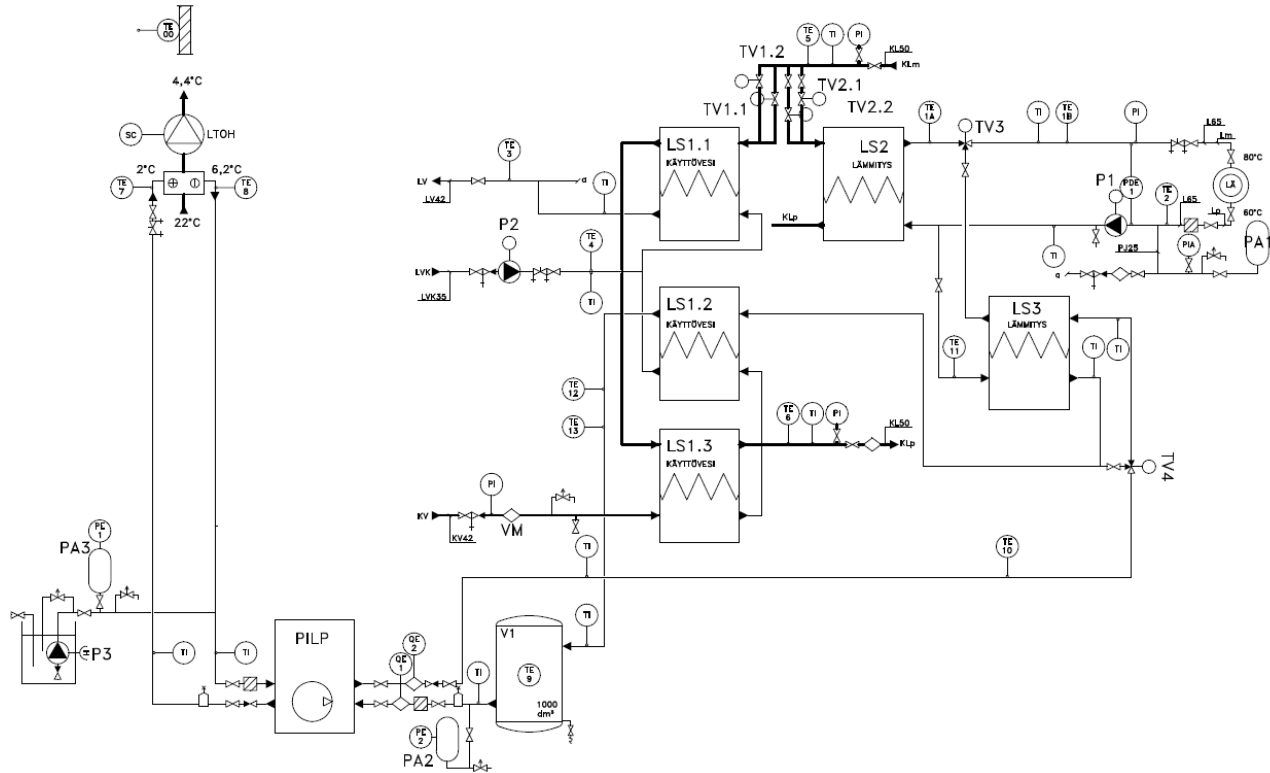 TE
00
4,4°C
SC
LTOH
2°C
6,2°C
TE
7
TE
8
22°C
TV1.2
TE
5
TI
PI
KL50
KLm
TV2.1
TV1.1
TV2.2
TE
3
LV
LV42
TI
a
P2
TE
4
LVK
LVK35
TI
LS1.1
KÄYTTÖVESI
LS2
LÄMMITYS
KLp
TE
1A
TV3
TI
TE
1B
PI
L65
Lm
80°C
LÄ
60°C
P1
PDE
1
TE
2
L65
Lp
TI
PJ25
PIA
PA1
a
LS1.2
KÄYTTÖVESI
LS3
LÄMMITYS
TE
11
TI
TI
TE
12
TE
13
LS1.3
KÄYTTÖVESI
TE
6
TI
PI
KL50
KLp
TV4
KV
KV42
PI
VM
TI
TE
10
PE
1
PA3
P3
TI
TI
PILP
QE
2
QE
1
TI
TI
V1
TE
9
1000
dm³
PE
2
PA2